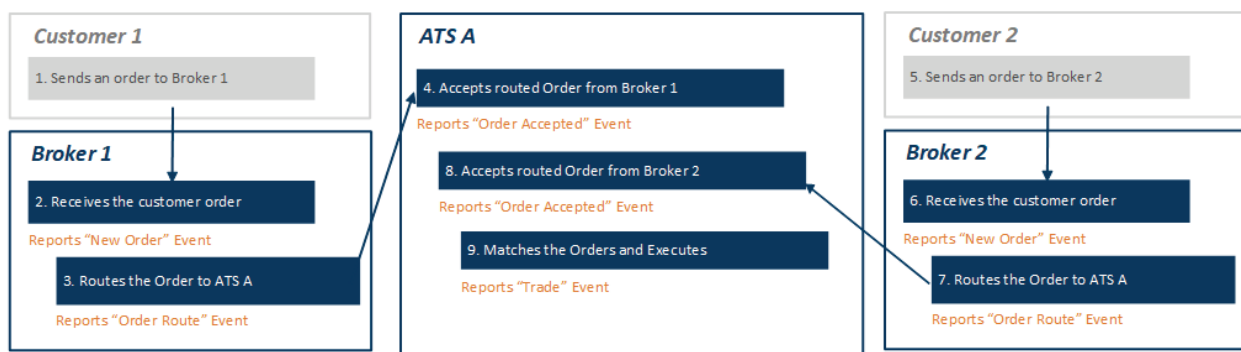 Customer 1
1. Sends an order to Broker 1
Broker 1
2. Receives the customer order
Reports “New Order” Event
3. Routes the Order to ATS A
Reports “Order Route” Event
ATS A
4. Accepts routed Order from Broker 1
Reports “Order Accepted” Event
8. Accepts routed Order from Broker 2
Reports “Order Accepted” Event
9. Matches the Orders and Executes
Reports “Trade” Event
Customer 2
5. Sends an order to Broker 2
Broker 2
6. Receives the customer order
Reports “New Order” Event
7. Routes the Order to ATS A
Reports “Order Route” Event